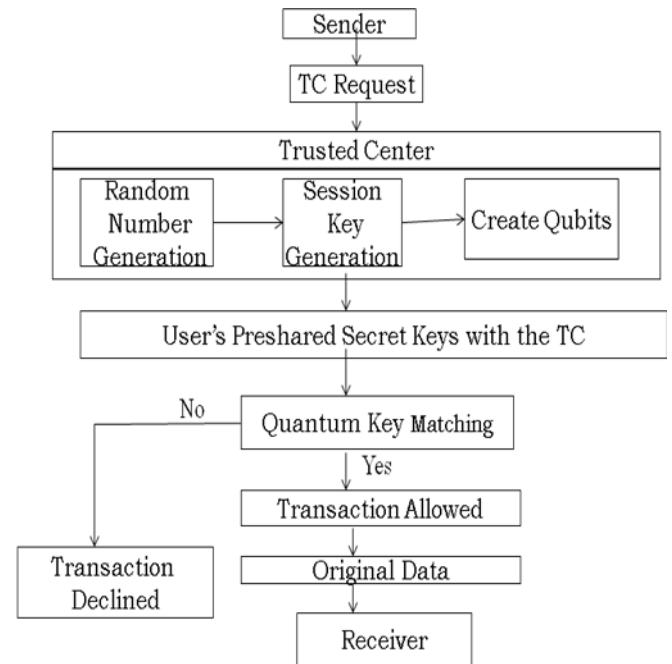 Sender
TC Request
Trusted Center
Random
Number
Generation
Session
Key
Generation
Create Qubits
User's Preshared Secret Keys with the TC
Quantum Key Matching
No
Yes
Transaction Allowed
Transaction
Declined
Original Data
Receiver